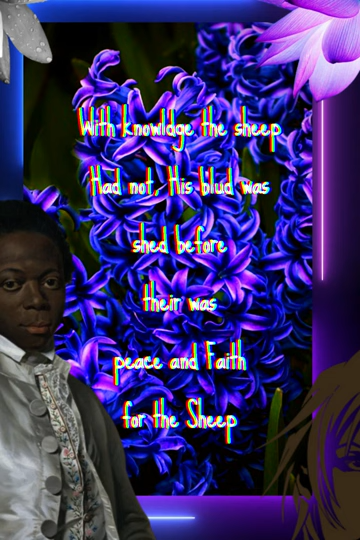 With knowldge the sheep
Had not, His blud was
shed before
their was
peace and Faith
for the Sheep